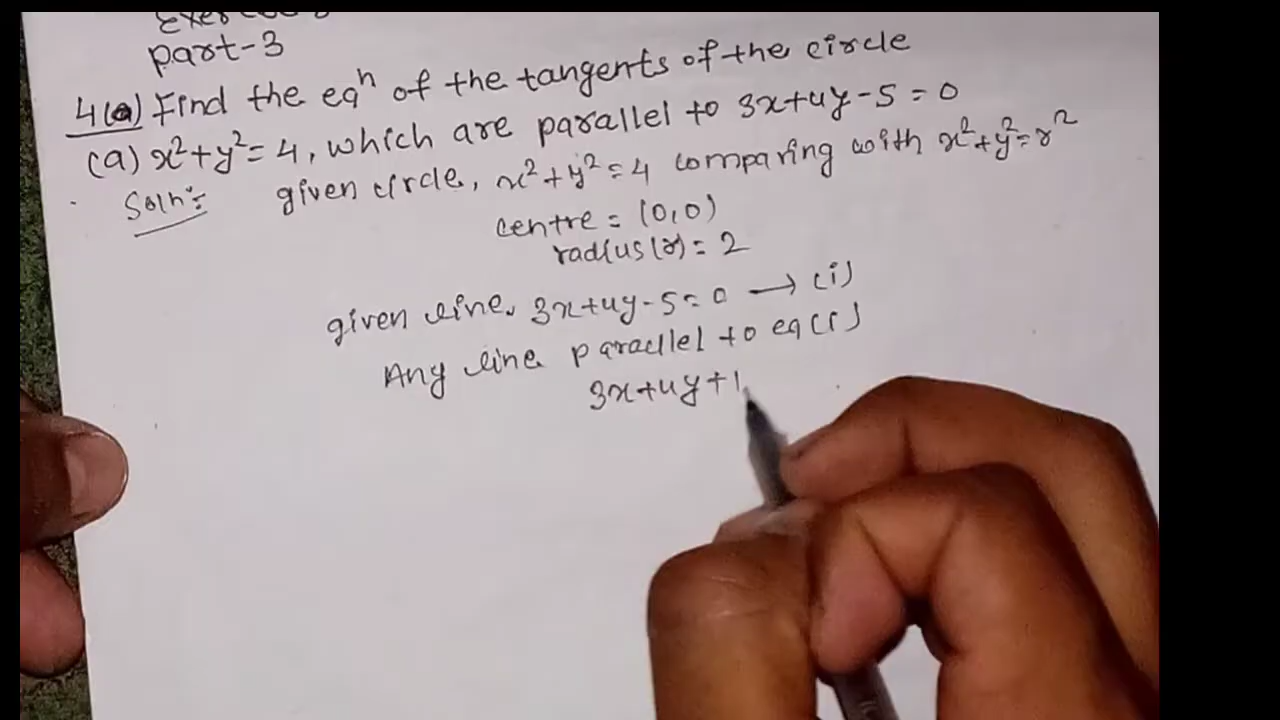 part-3
4(a) Find the eqⁿ of the tangents of the circle
(a) x²+y²=4, which are parallel to 3x+4y-5=0
Solⁿ:- given circle, x²+y²=4 comparing with x²+y²=r²
centre = (0,0)
radius(r) = 2
given line, 3x+4y-5=0 → (i)
Any line parallel to eq(i)
3x+4y+